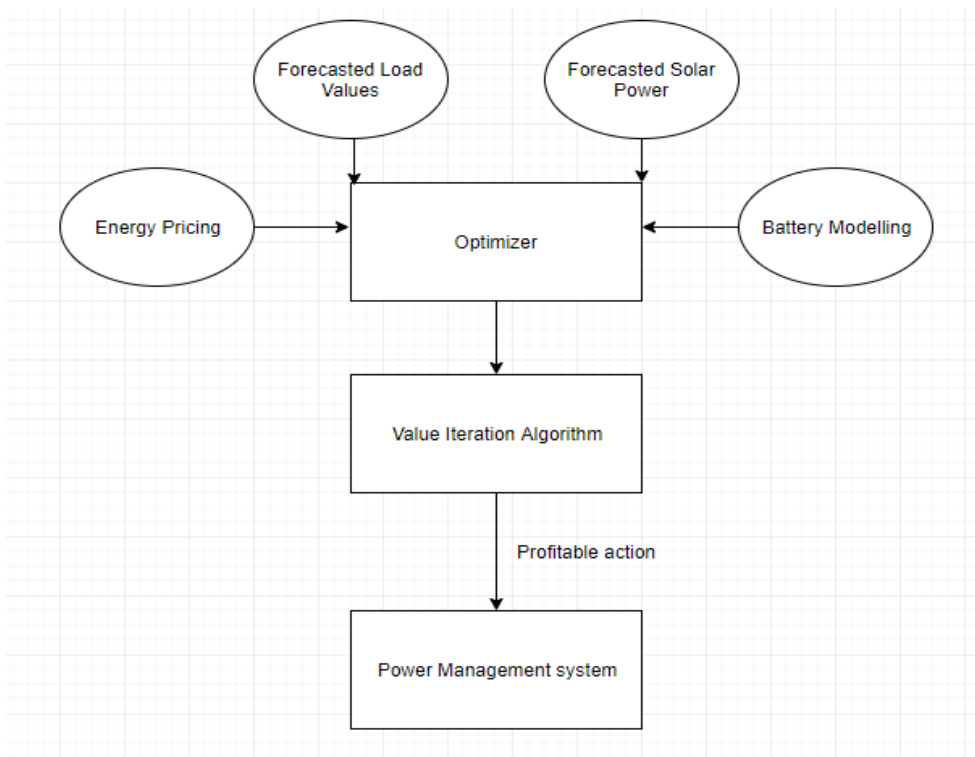 Forecasted Load
Values
Forecasted Solar
Power
Energy Pricing
Optimizer
Battery Modelling
Value Iteration Algorithm
Profitable action
Power Management system